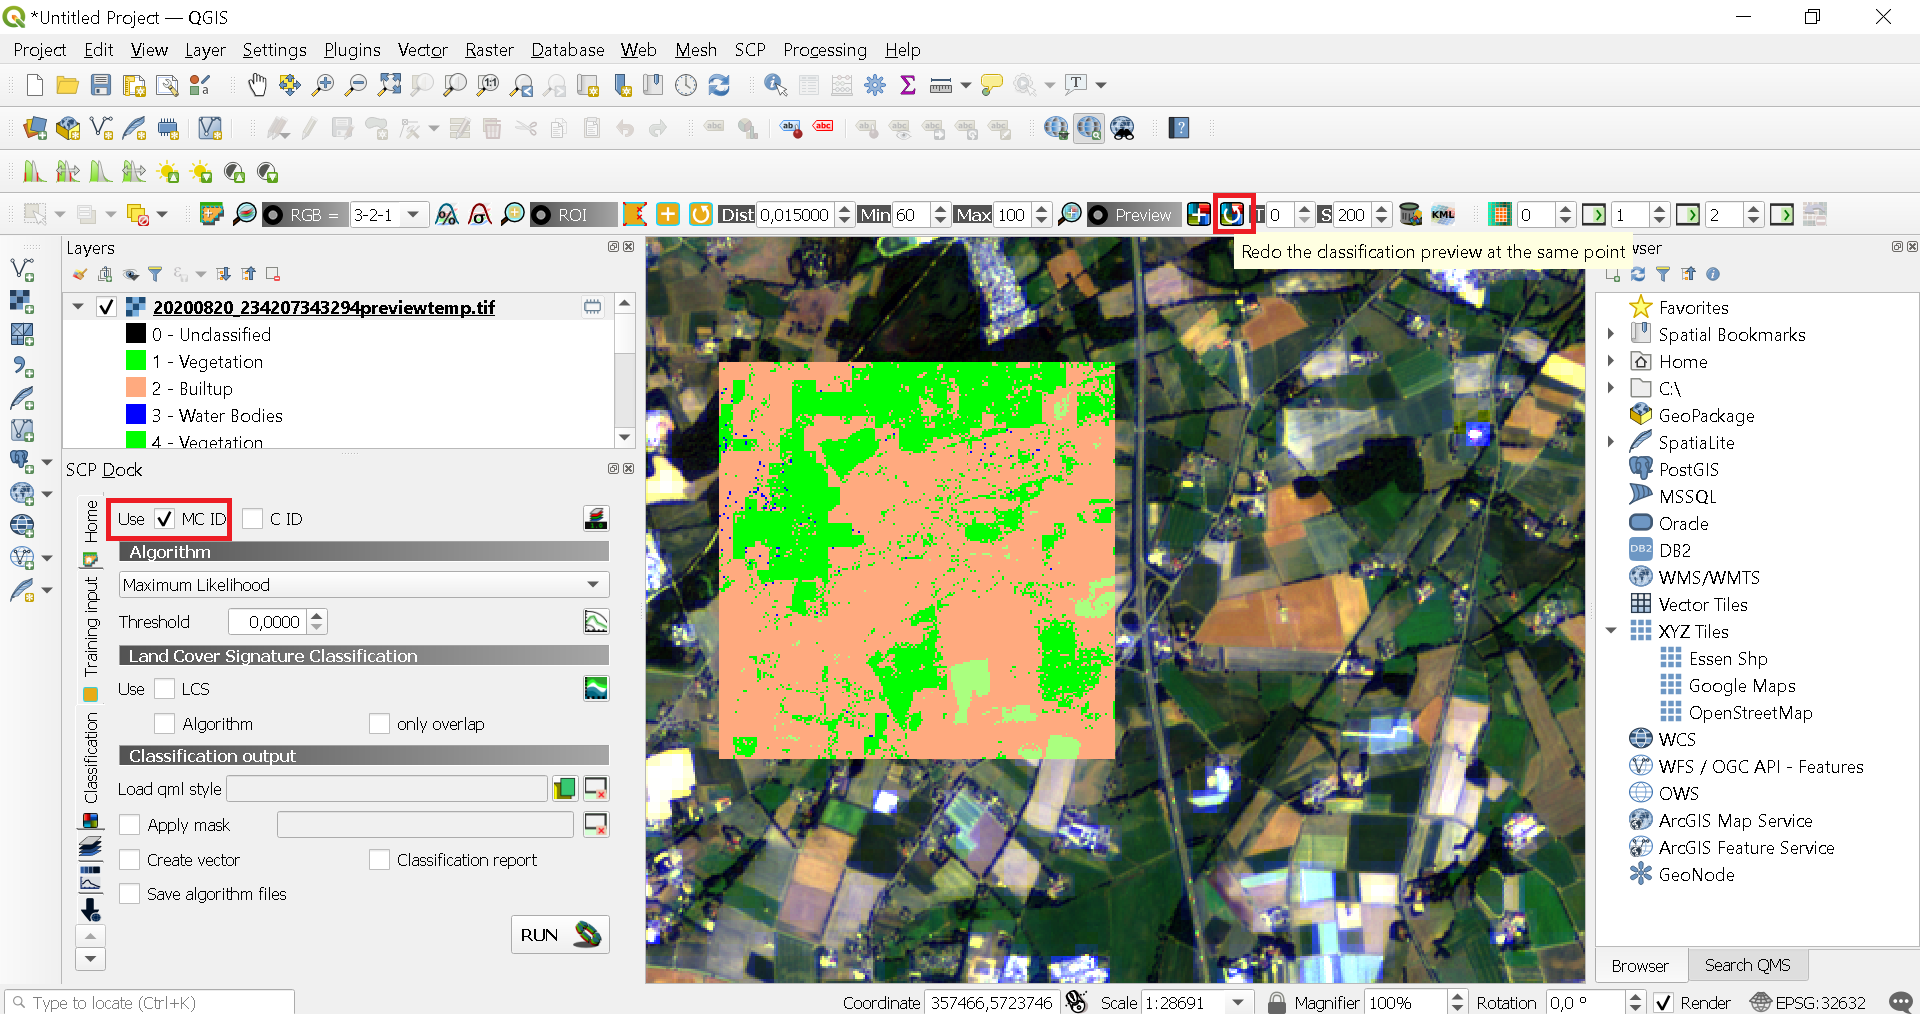 *Untitled Project — QGIS
Project Edit View Layer Settings Plugins Vector Raster Database Web Mesh SCP Processing Help
RGB = 3-2-1 ROI Dist 0,015000 Min 60 Max 100 Preview T 0 S 200 KML 0 1 2
Redo the classification preview at the same point
Layers
20200820_234207343294previewtemp.tif
0 - Unclassified
1 - Vegetation
2 - Builtup
3 - Water Bodies
4 - Vegetation
SCP Dock
Home
Training input
Classification
Use MC ID C ID
Algorithm
Maximum Likelihood
Threshold 0,0000
Land Cover Signature Classification
Use LCS
Algorithm only overlap
Classification output
Load qml style
Apply mask
Create vector Classification report
Save algorithm files
RUN
wser
Favorites
Spatial Bookmarks
Home
C:\
GeoPackage
SpatiaLite
PostGIS
MSSQL
Oracle
DB2 DB2
WMS/WMTS
Vector Tiles
XYZ Tiles
Essen Shp
Google Maps
OpenStreetMap
WCS
WFS / OGC API - Features
OWS
ArcGIS Map Service
ArcGIS Feature Service
GeoNode
Browser Search QMS
Type to locate (Ctrl+K) Coordinate 357466,5723746 Scale 1:28691 Magnifier 100% Rotation 0,0 ° Render EPSG:32632